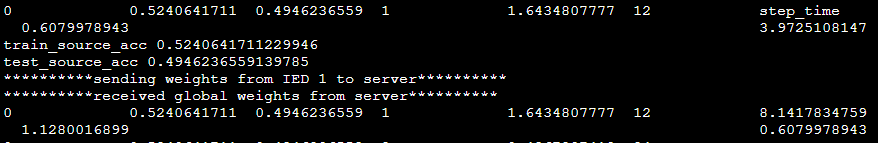 0 0.5240641711 0.4946236559 1 1.6434807777 12 step_time
0.6079978943 3.9725108147
train_source_acc 0.5240641711229946
test_source_acc 0.4946236559139785
**********sending weights from IED 1 to server**********
**********received global weights from server**********
0 0.5240641711 0.4946236559 1 1.6434807777 12 8.1417834759
1.1280016899 0.6079978943